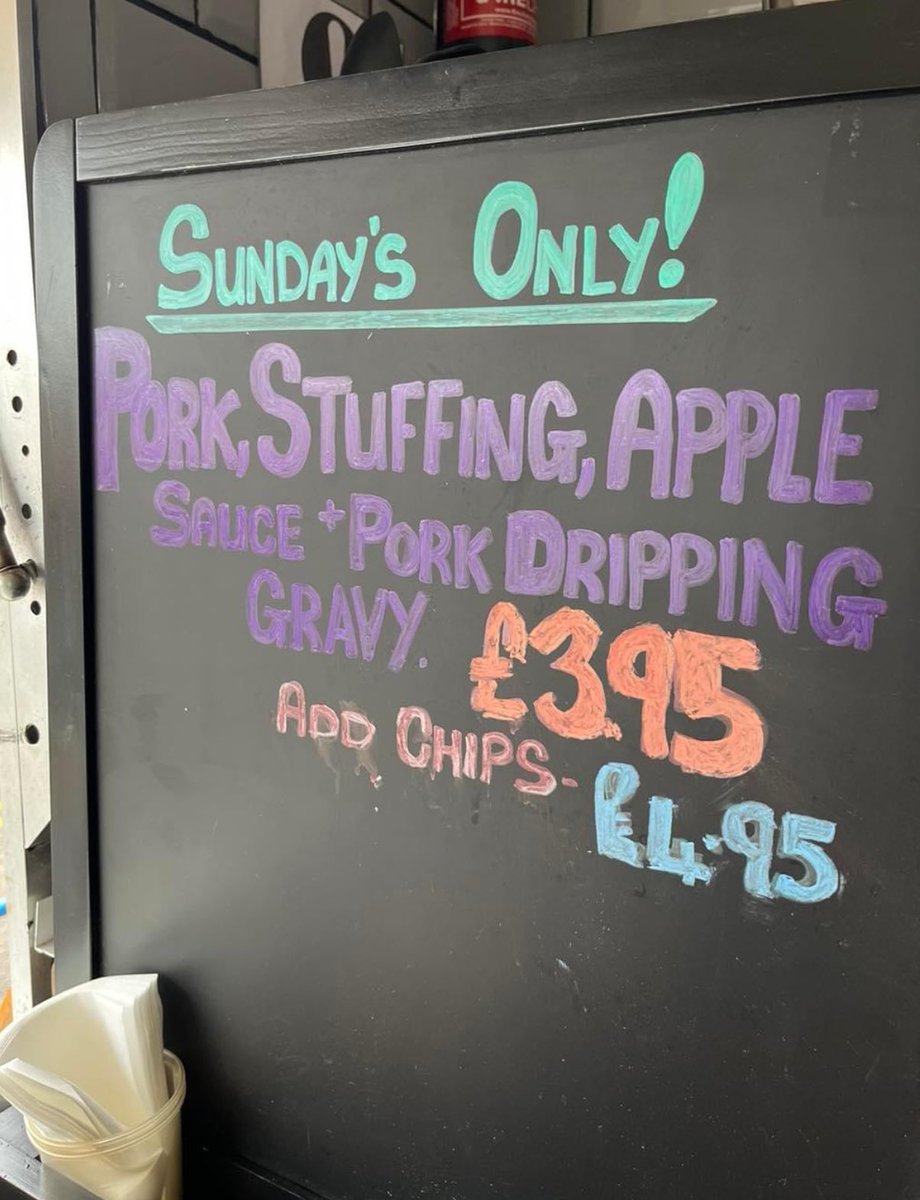 SUNDAY'S ONLY!
PORK, STUFFING, APPLE
SAUCE + PORK DRIPPING
GRAVY. £3.95
ADD CHIPS- £4.95